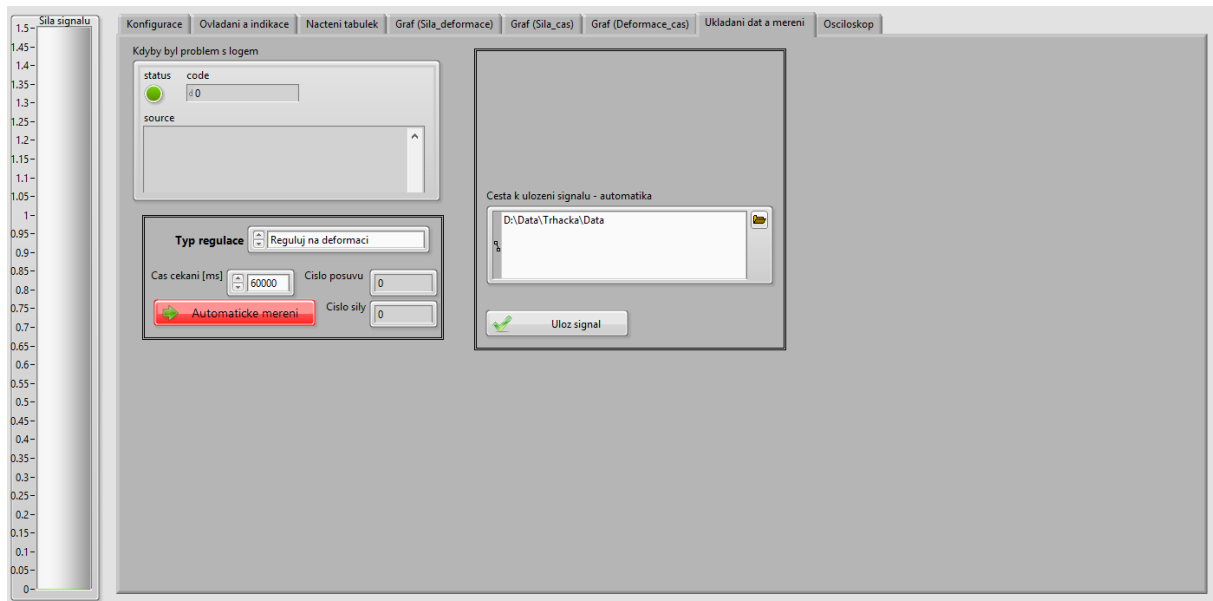 Sila signalu
1.5
1.45
1.4
1.35
1.3
1.25
1.2
1.15
1.1
1.05
1
0.95
0.9
0.85
0.8
0.75
0.7
0.65
0.6
0.55
0.5
0.45
0.4
0.35
0.3
0.25
0.2
0.15
0.1
0.05
0
Konfigurace Ovladani a indikace Nacteni tabulek Graf (Sila_deformace) Graf (Sila_cas) Graf (Deformace_cas) Ukladani dat a mereni Osciloskop
Kdyby byl problem s logem
status code
d 0
source
Typ regulace Reguluj na deformaci
Cas cekani [ms] 60000 Cislo posuvu 0
Automaticke mereni Cislo sily 0
Cesta k ulozeni signalu - automatika
D:\Data\Trhacka\Data
Uloz signal